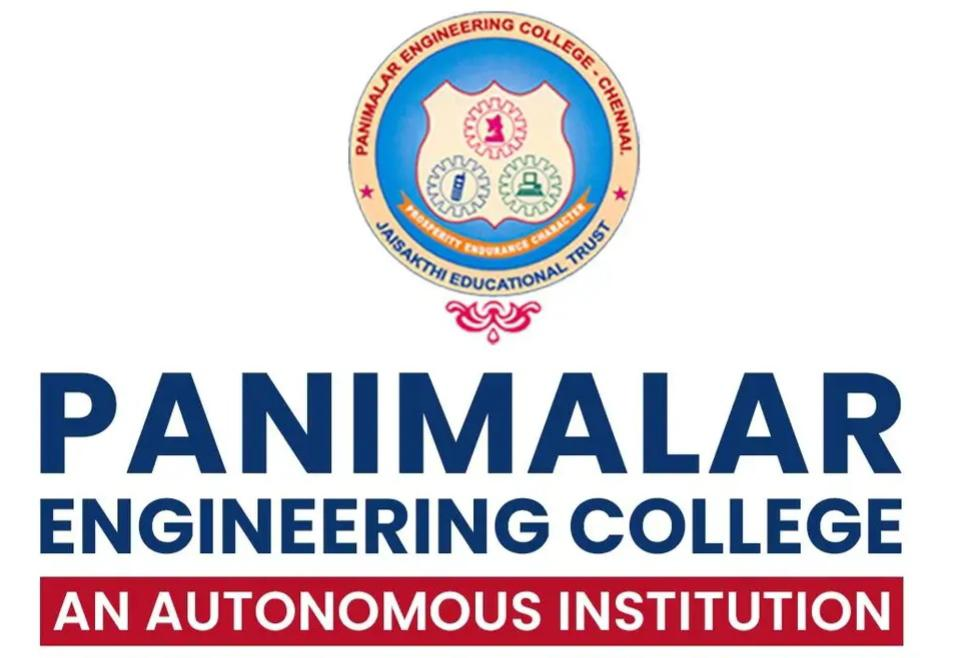 PANIMALAR ENGINEERING COLLEGE - CHENNAI.
PROSPERITY ENDURANCE CHARACTER
JAISAKTHI EDUCATIONAL TRUST
PANIMALAR
ENGINEERING COLLEGE
AN AUTONOMOUS INSTITUTION